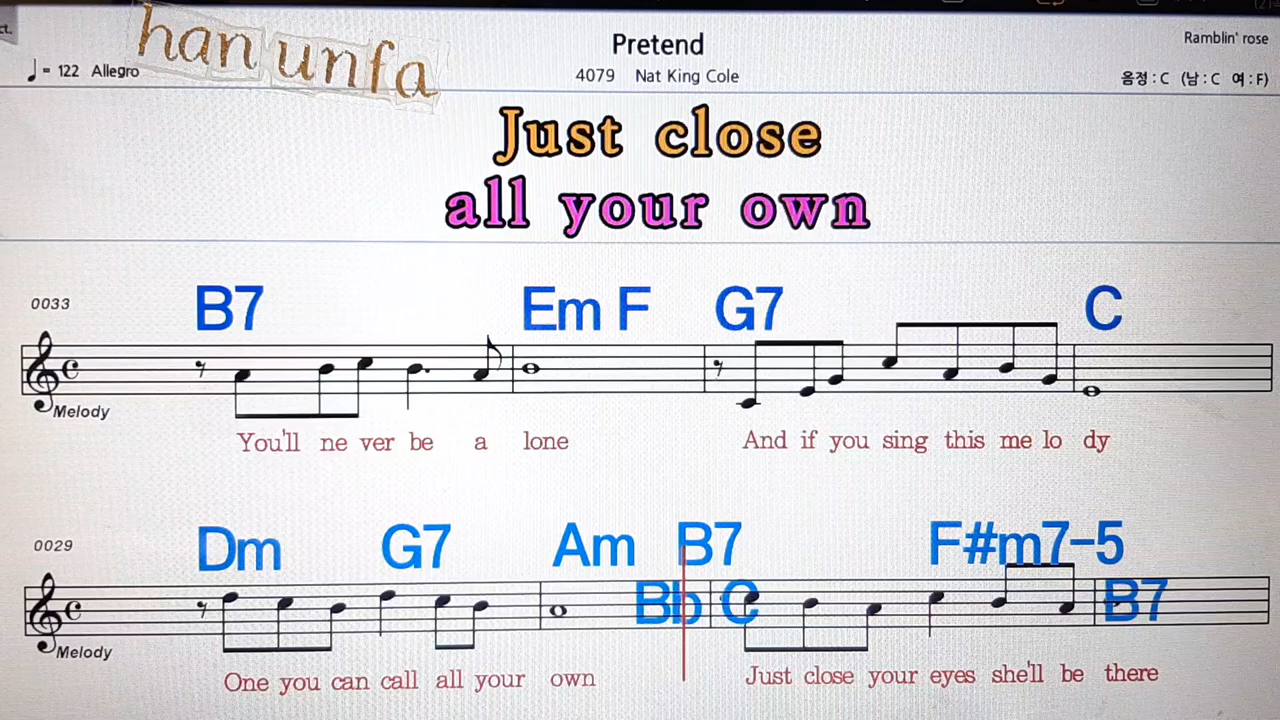 ct.
han unfa
♩= 122 Allegro
Pretend
4079 Nat King Cole
Ramblin' rose
음정 : C (남 : C 여 : F)
Just close
all your own
0033
B7 Em F G7 C
Melody
You'll ne ver be a lone And if you sing this me lo dy
0029
Dm G7 Am B7 F#m7-5
Bb C B7
Melody
One you can call all your own Just close your eyes she'll be there